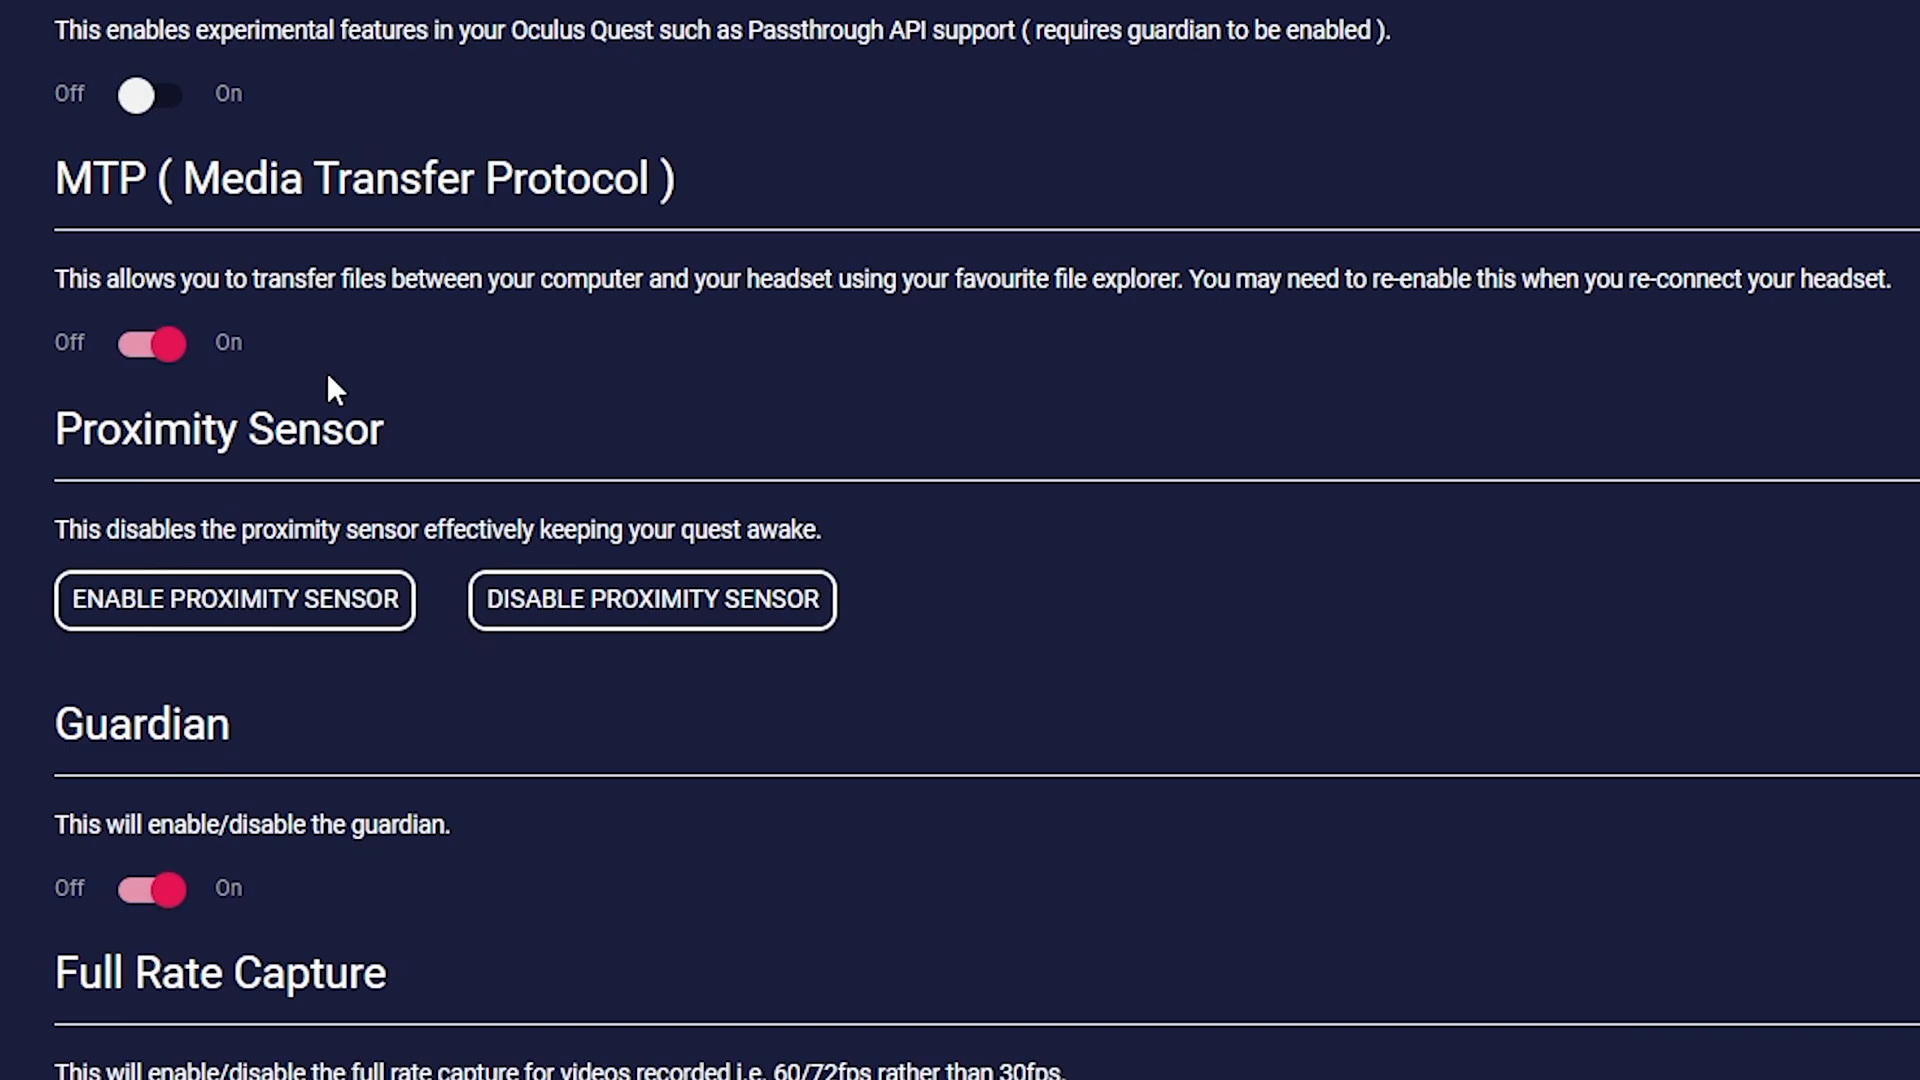 This enables experimental features in your Oculus Quest such as Passthrough API support ( requires guardian to be enabled ).
Off On
MTP ( Media Transfer Protocol )
This allows you to transfer files between your computer and your headset using your favourite file explorer. You may need to re-enable this when you re-connect your headset.
Off On
Proximity Sensor
This disables the proximity sensor effectively keeping your quest awake.
ENABLE PROXIMITY SENSOR DISABLE PROXIMITY SENSOR
Guardian
This will enable/disable the guardian.
Off On
Full Rate Capture
This will enable/disable the full rate capture for videos recorded i.e. 60/72fps rather than 30fps.